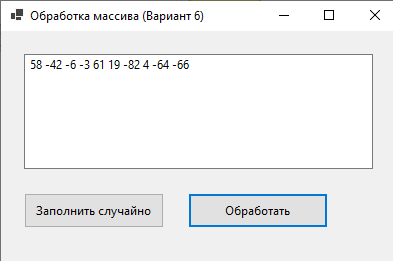 Обработка массива (Вариант 6)
58 -42 -6 -3 61 19 -82 4 -64 -66
Заполнить случайно
Обработать